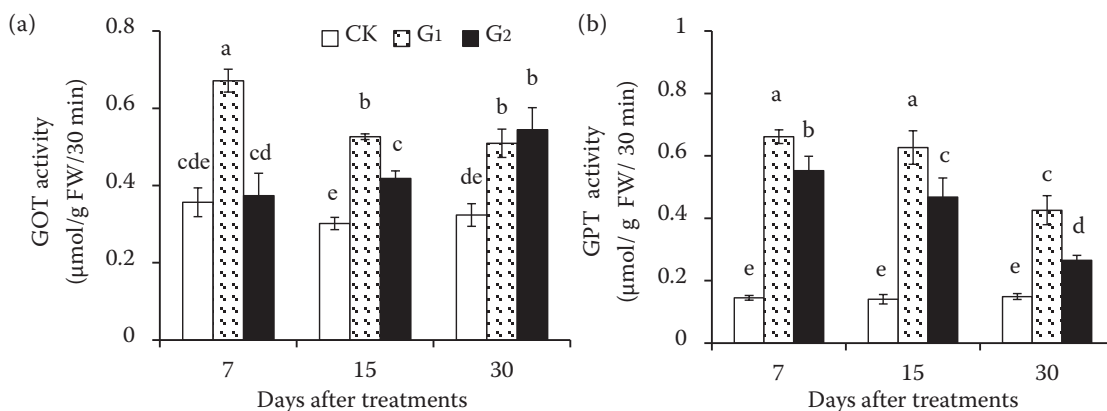 (a)
GOT activity
(μmol/g FW/30 min)
0.8
0.6
0.4
0.2
0
CK G1 G2
cde a cd
e b c
de b b
7 15 30
Days after treatments
(b)
GPT activity
(μmol/ g FW/ 30 min)
1
0.8
0.6
0.4
0.2
0
e a b
e a c
e c d
7 15 30
Days after treatments